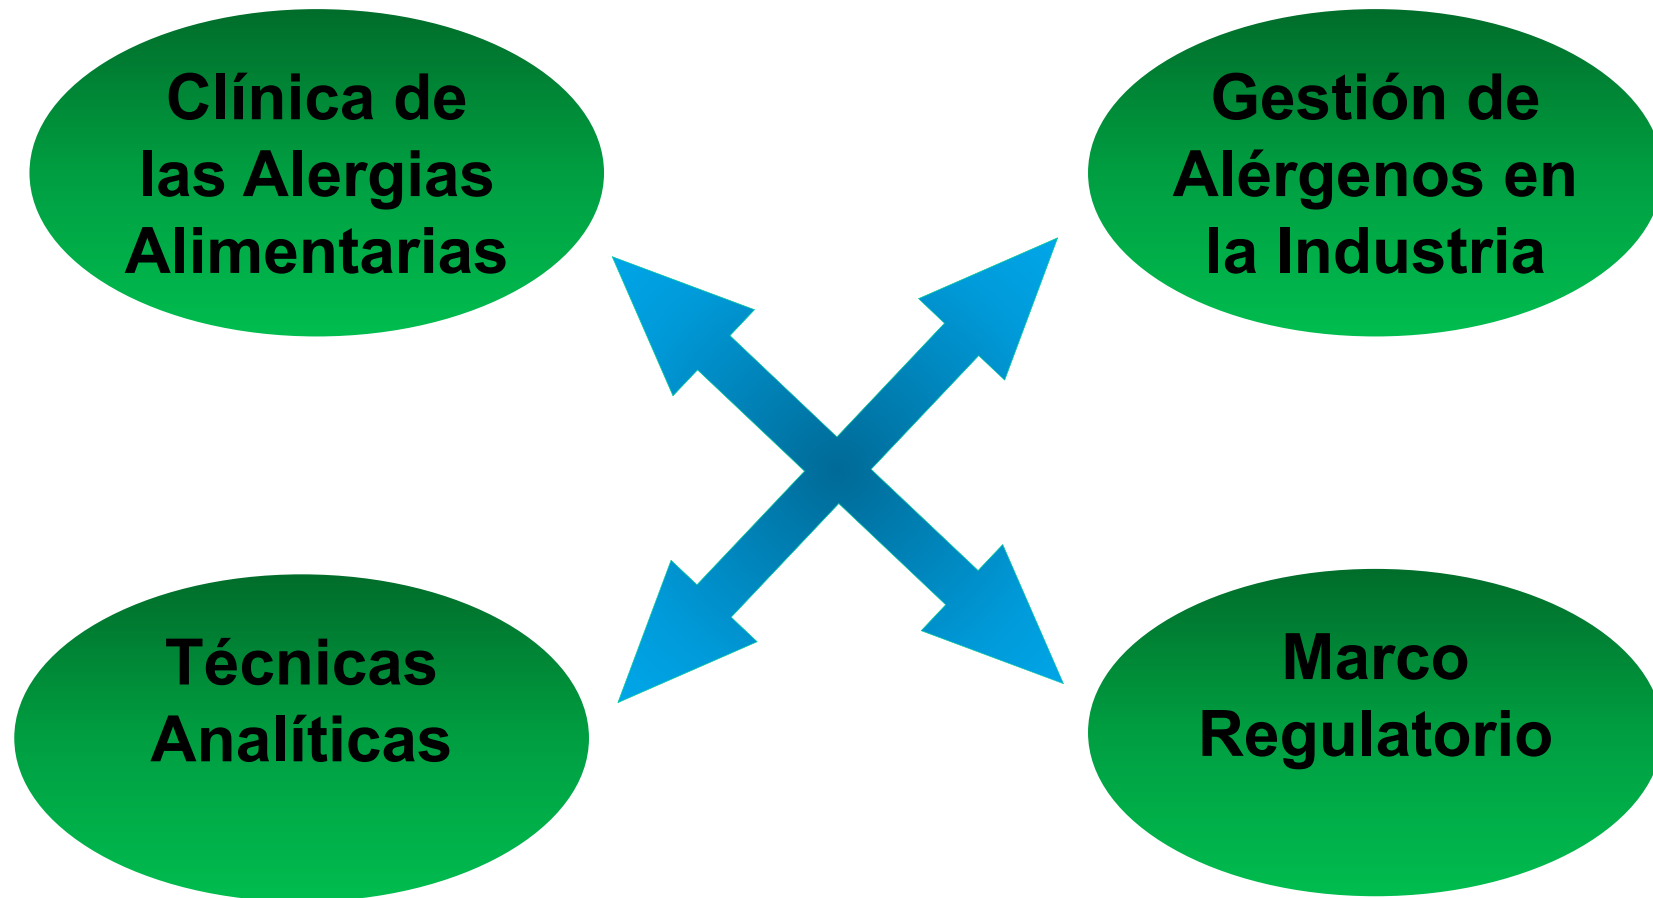 Clínica de
las Alergias
Alimentarias
Gestión de
Alérgenos en
la Industria
Técnicas
Analíticas
Marco
Regulatorio